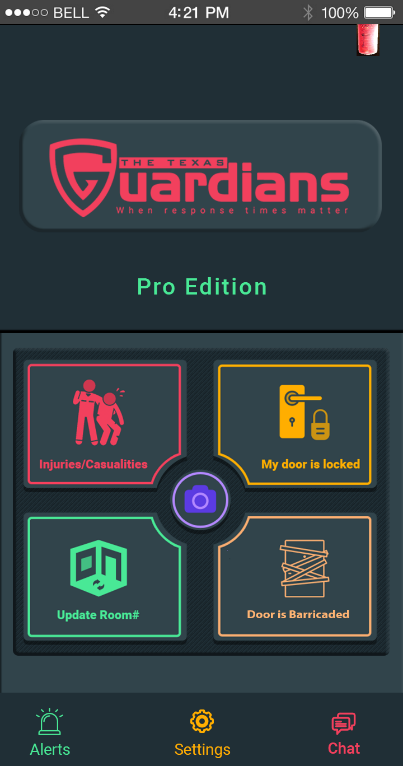 BELL 4:21 PM 100%
THE TEXAS
Guardians
When response times matter
Pro Edition
Injuries/Casualities
My door is locked
Update Room#
Door is Barricaded
Alerts Settings Chat